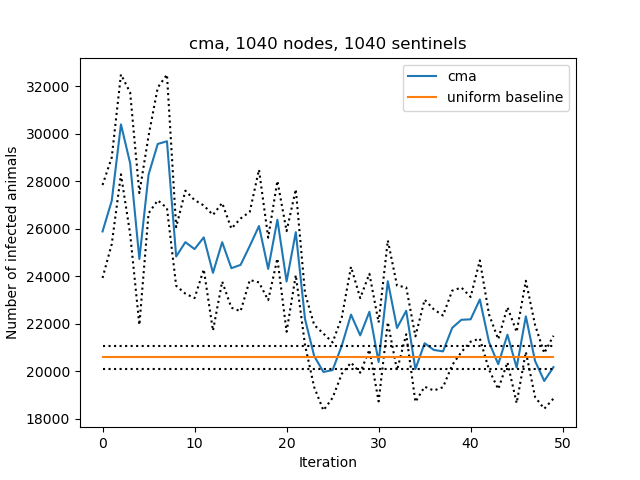 cma, 1040 nodes, 1040 sentinels
cma
uniform baseline
Number of infected animals
32000
30000
28000
26000
24000
22000
20000
18000
0 10 20 30 40 50
Iteration